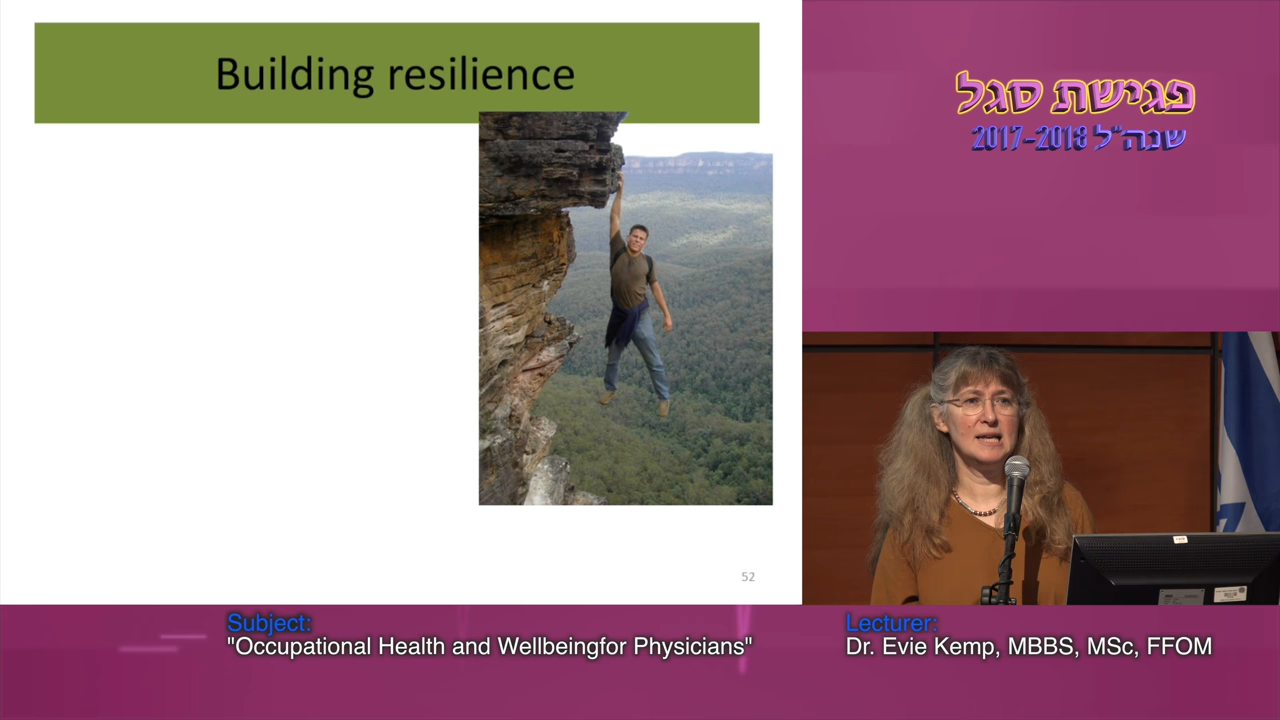 Building resilience
52
פגישת סגל
שנה"ל 2017-2018
Subject:
"Occupational Health and Wellbeingfor Physicians"
Lecturer:
Dr. Evie Kemp, MBBS, MSc, FFOM